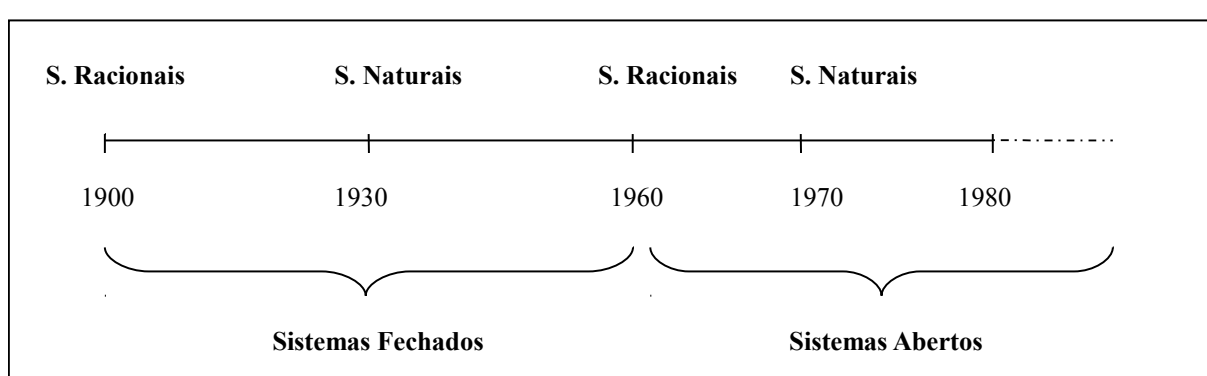 S. Racionais S. Naturais S. Racionais S. Naturais
1900 1930 1960 1970 1980
Sistemas Fechados Sistemas Abertos